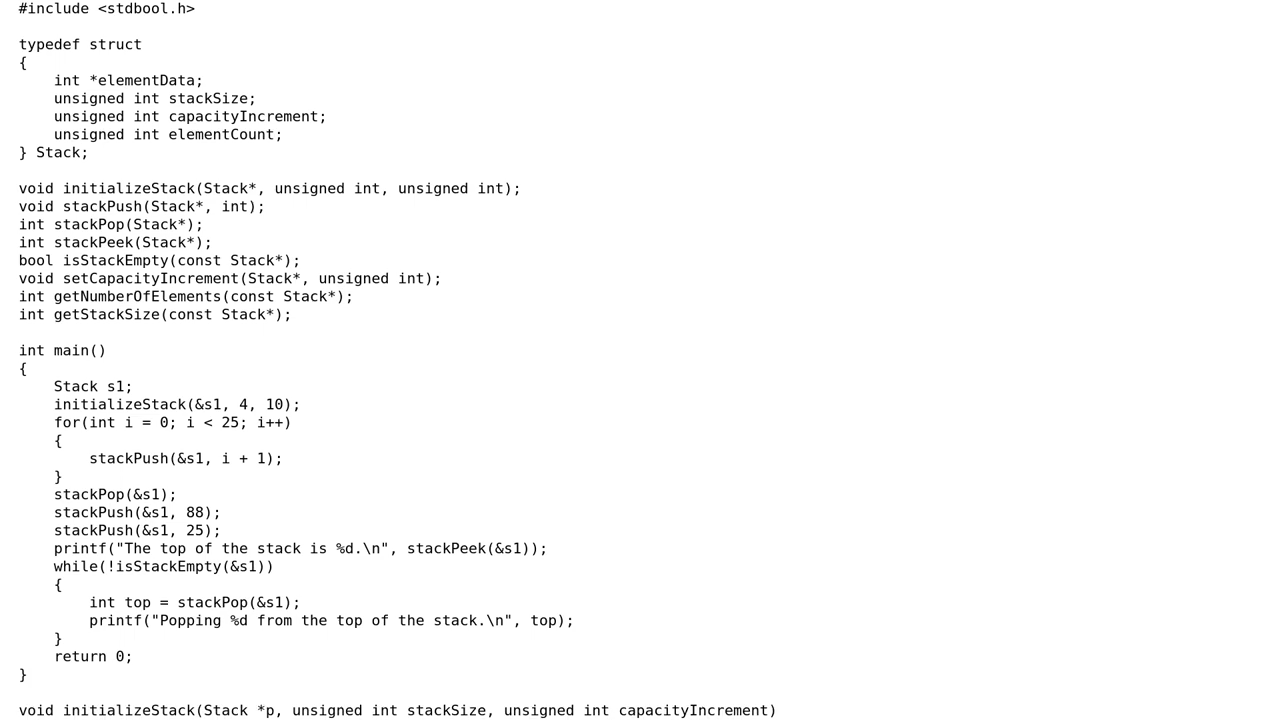 #include <stdbool.h>

typedef struct
{
    int *elementData;
    unsigned int stackSize;
    unsigned int capacityIncrement;
    unsigned int elementCount;
} Stack;

void initializeStack(Stack*, unsigned int, unsigned int);
void stackPush(Stack*, int);
int stackPop(Stack*);
int stackPeek(Stack*);
bool isStackEmpty(const Stack*);
void setCapacityIncrement(Stack*, unsigned int);
int getNumberOfElements(const Stack*);
int getStackSize(const Stack*);

int main()
{
    Stack s1;
    initializeStack(&s1, 4, 10);
    for(int i = 0; i < 25; i++)
    {
        stackPush(&s1, i + 1);
    }
    stackPop(&s1);
    stackPush(&s1, 88);
    stackPush(&s1, 25);
    printf("The top of the stack is %d.\n", stackPeek(&s1));
    while(!isStackEmpty(&s1))
    {
        int top = stackPop(&s1);
        printf("Popping %d from the top of the stack.\n", top);
    }
    return 0;
}

void initializeStack(Stack *p, unsigned int stackSize, unsigned int capacityIncrement)